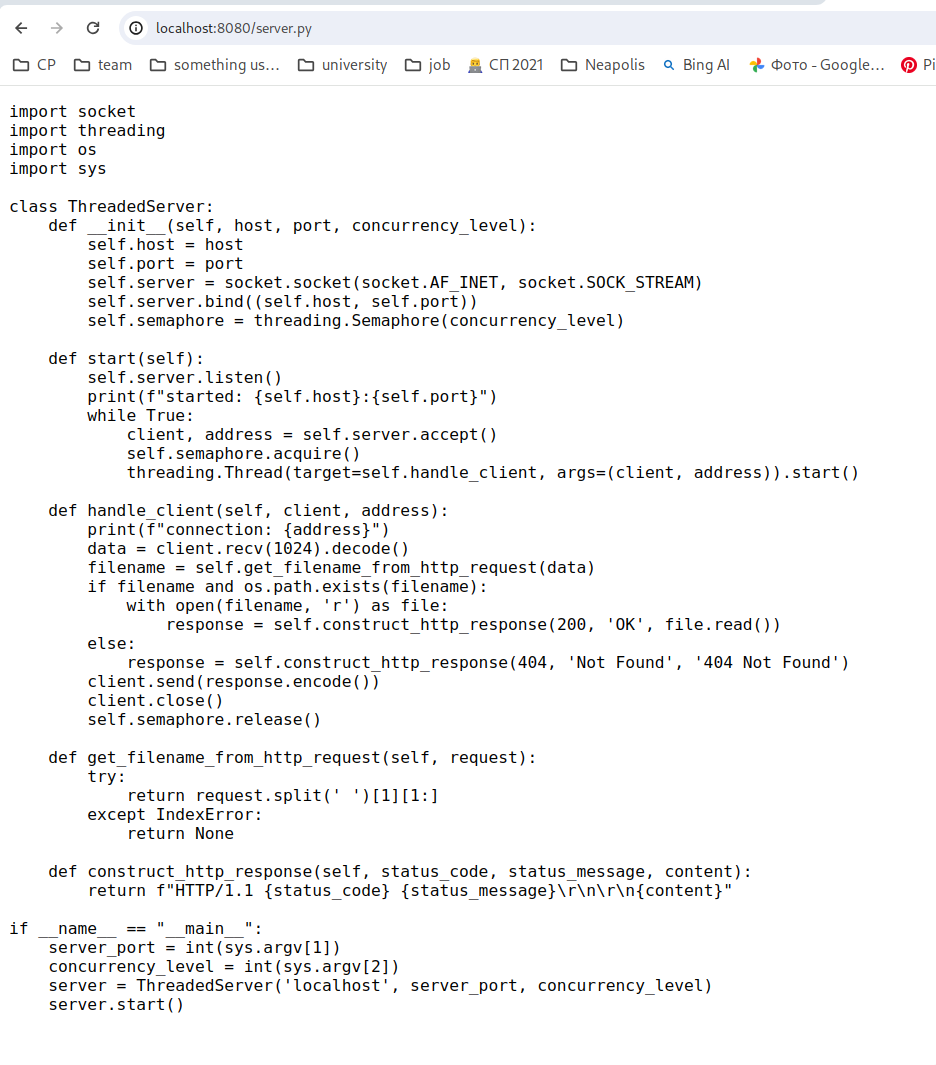 localhost:8080/server.py
CP team something us... university job СП 2021 Neapolis Bing AI Фото - Google... Pi
import socket
import threading
import os
import sys

class ThreadedServer:
    def __init__(self, host, port, concurrency_level):
        self.host = host
        self.port = port
        self.server = socket.socket(socket.AF_INET, socket.SOCK_STREAM)
        self.server.bind((self.host, self.port))
        self.semaphore = threading.Semaphore(concurrency_level)

    def start(self):
        self.server.listen()
        print(f"started: {self.host}:{self.port}")
        while True:
            client, address = self.server.accept()
            self.semaphore.acquire()
            threading.Thread(target=self.handle_client, args=(client, address)).start()

    def handle_client(self, client, address):
        print(f"connection: {address}")
        data = client.recv(1024).decode()
        filename = self.get_filename_from_http_request(data)
        if filename and os.path.exists(filename):
            with open(filename, 'r') as file:
                response = self.construct_http_response(200, 'OK', file.read())
        else:
            response = self.construct_http_response(404, 'Not Found', '404 Not Found')
        client.send(response.encode())
        client.close()
        self.semaphore.release()

    def get_filename_from_http_request(self, request):
        try:
            return request.split(' ')[1][1:]
        except IndexError:
            return None

    def construct_http_response(self, status_code, status_message, content):
        return f"HTTP/1.1 {status_code} {status_message}\r\n\r\n{content}"

if __name__ == "__main__":
    server_port = int(sys.argv[1])
    concurrency_level = int(sys.argv[2])
    server = ThreadedServer('localhost', server_port, concurrency_level)
    server.start()